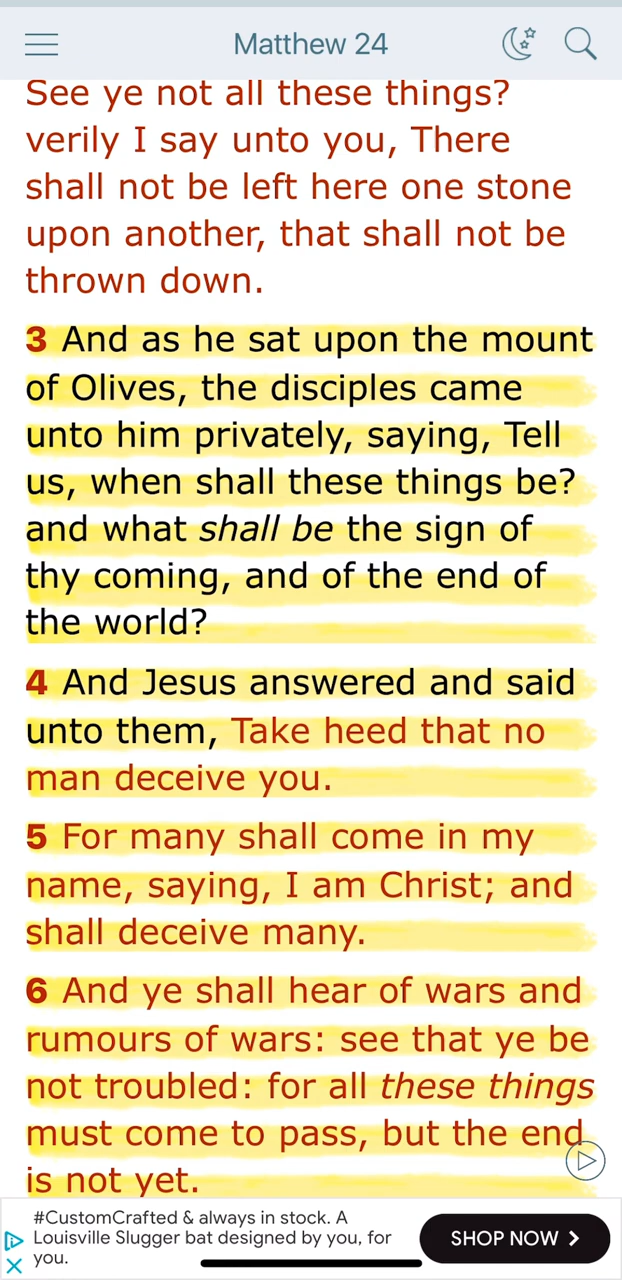 Matthew 24
See ye not all these things?
verily I say unto you, There
shall not be left here one stone
upon another, that shall not be
thrown down.
3 And as he sat upon the mount
of Olives, the disciples came
unto him privately, saying, Tell
us, when shall these things be?
and what shall be the sign of
thy coming, and of the end of
the world?
4 And Jesus answered and said
unto them, Take heed that no
man deceive you.
5 For many shall come in my
name, saying, I am Christ; and
shall deceive many.
6 And ye shall hear of wars and
rumours of wars: see that ye be
not troubled: for all these things
must come to pass, but the end
is not yet.
#CustomCrafted & always in stock. A
Louisville Slugger bat designed by you, for
you.
SHOP NOW